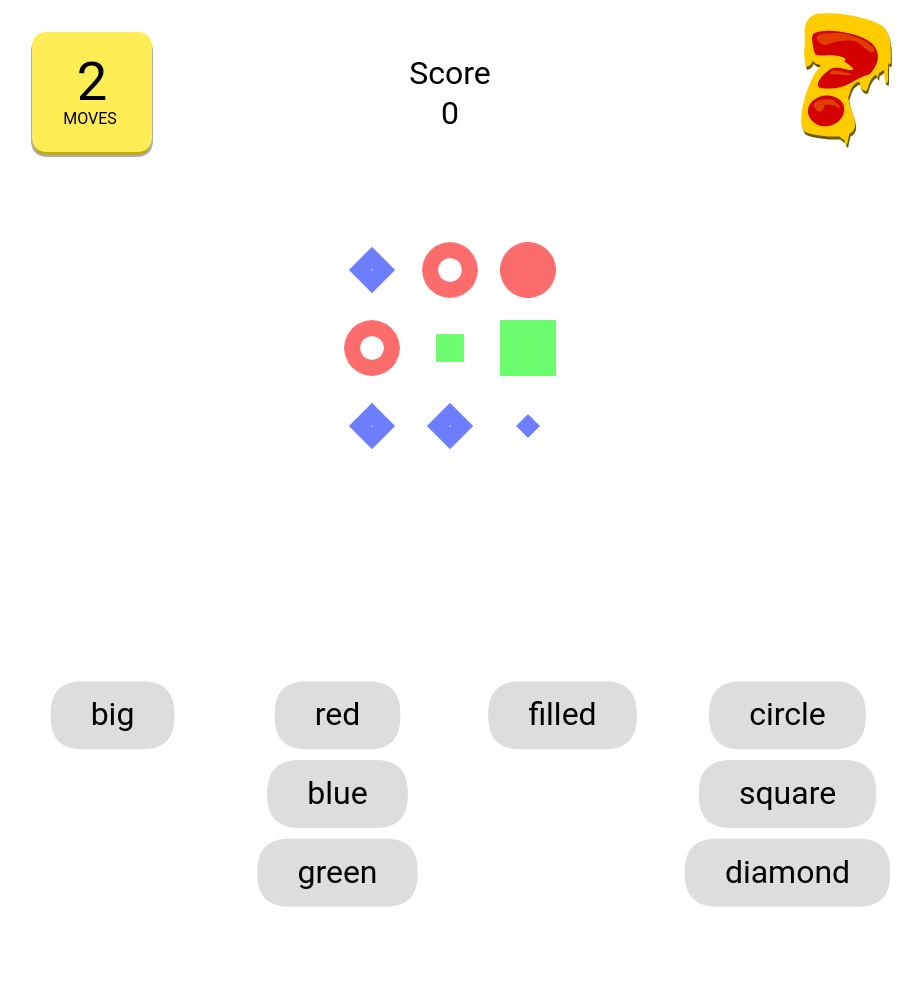 2
MOVES
Score
0
big
red
filled
circle
blue
square
green
diamond